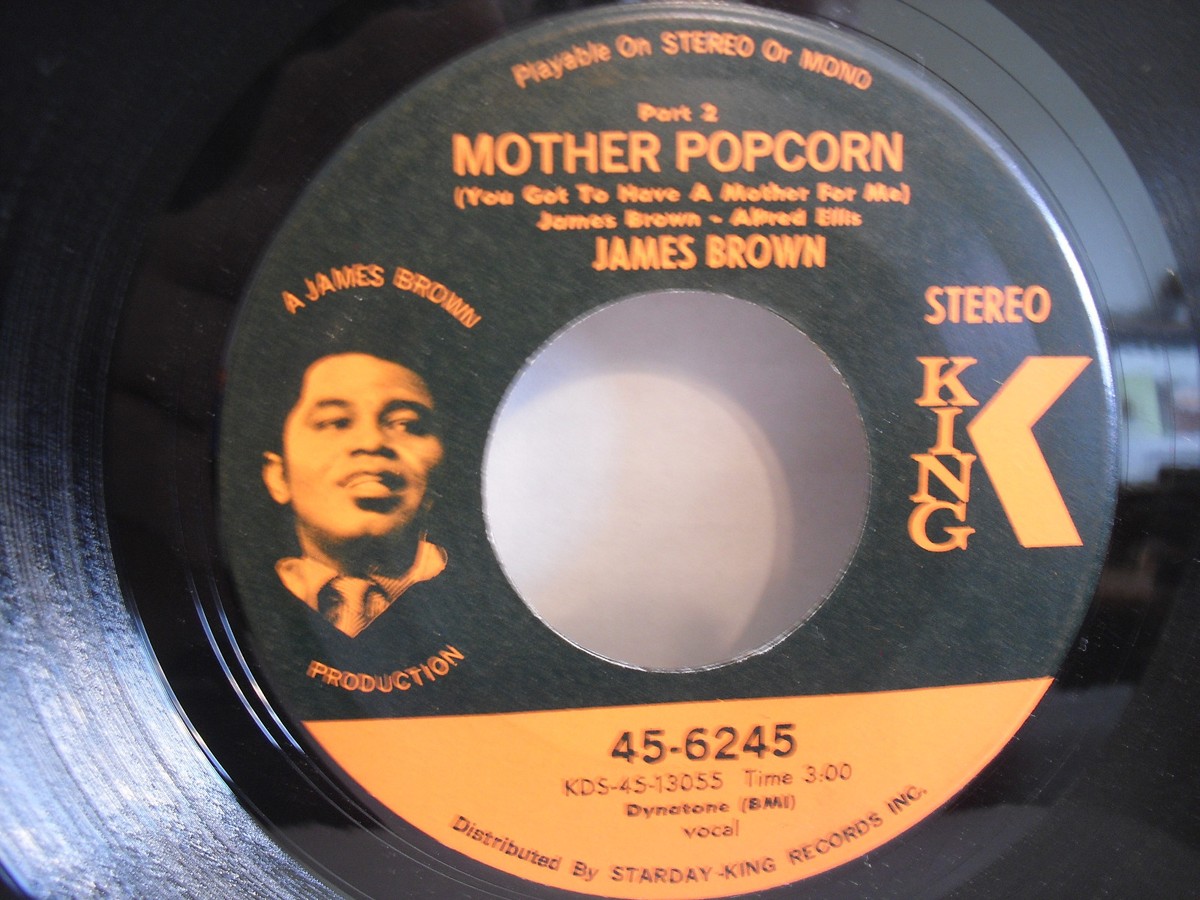 Playable On STEREO Or MONO
Part 2
MOTHER POPCORN
(You Got To Have A Mother For Me)
James Brown - Alfred Ellis
JAMES BROWN
A JAMES BROWN
PRODUCTION
STEREO
KING
45-6245
KDS-45-13055 Time 3:00
Dynatone (BMI)
vocal
Distributed By STARDAY-KING RECORDS INC.